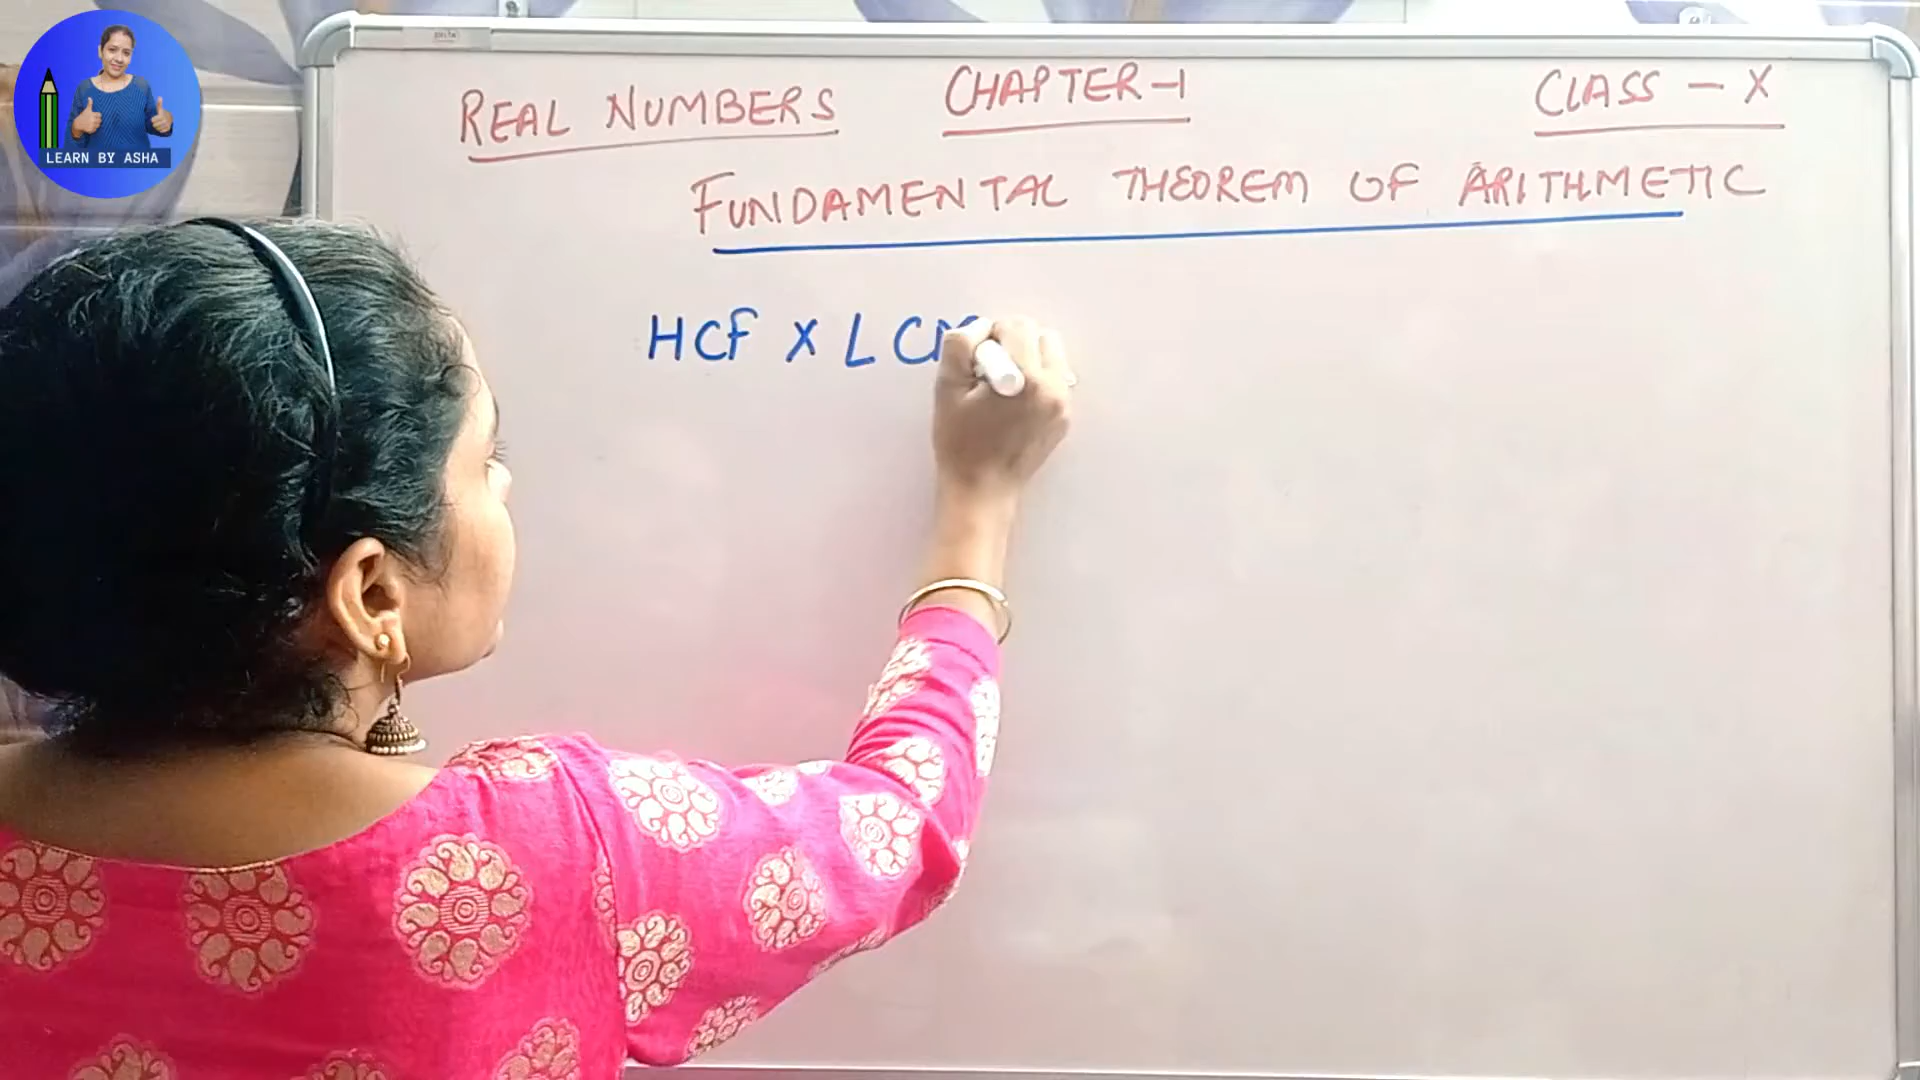 LEARN BY ASHA
REAL NUMBERS CHAPTER-1 CLASS - X
FUNDAMENTAL THEOREM OF ARITHMETIC
HCF X LCM